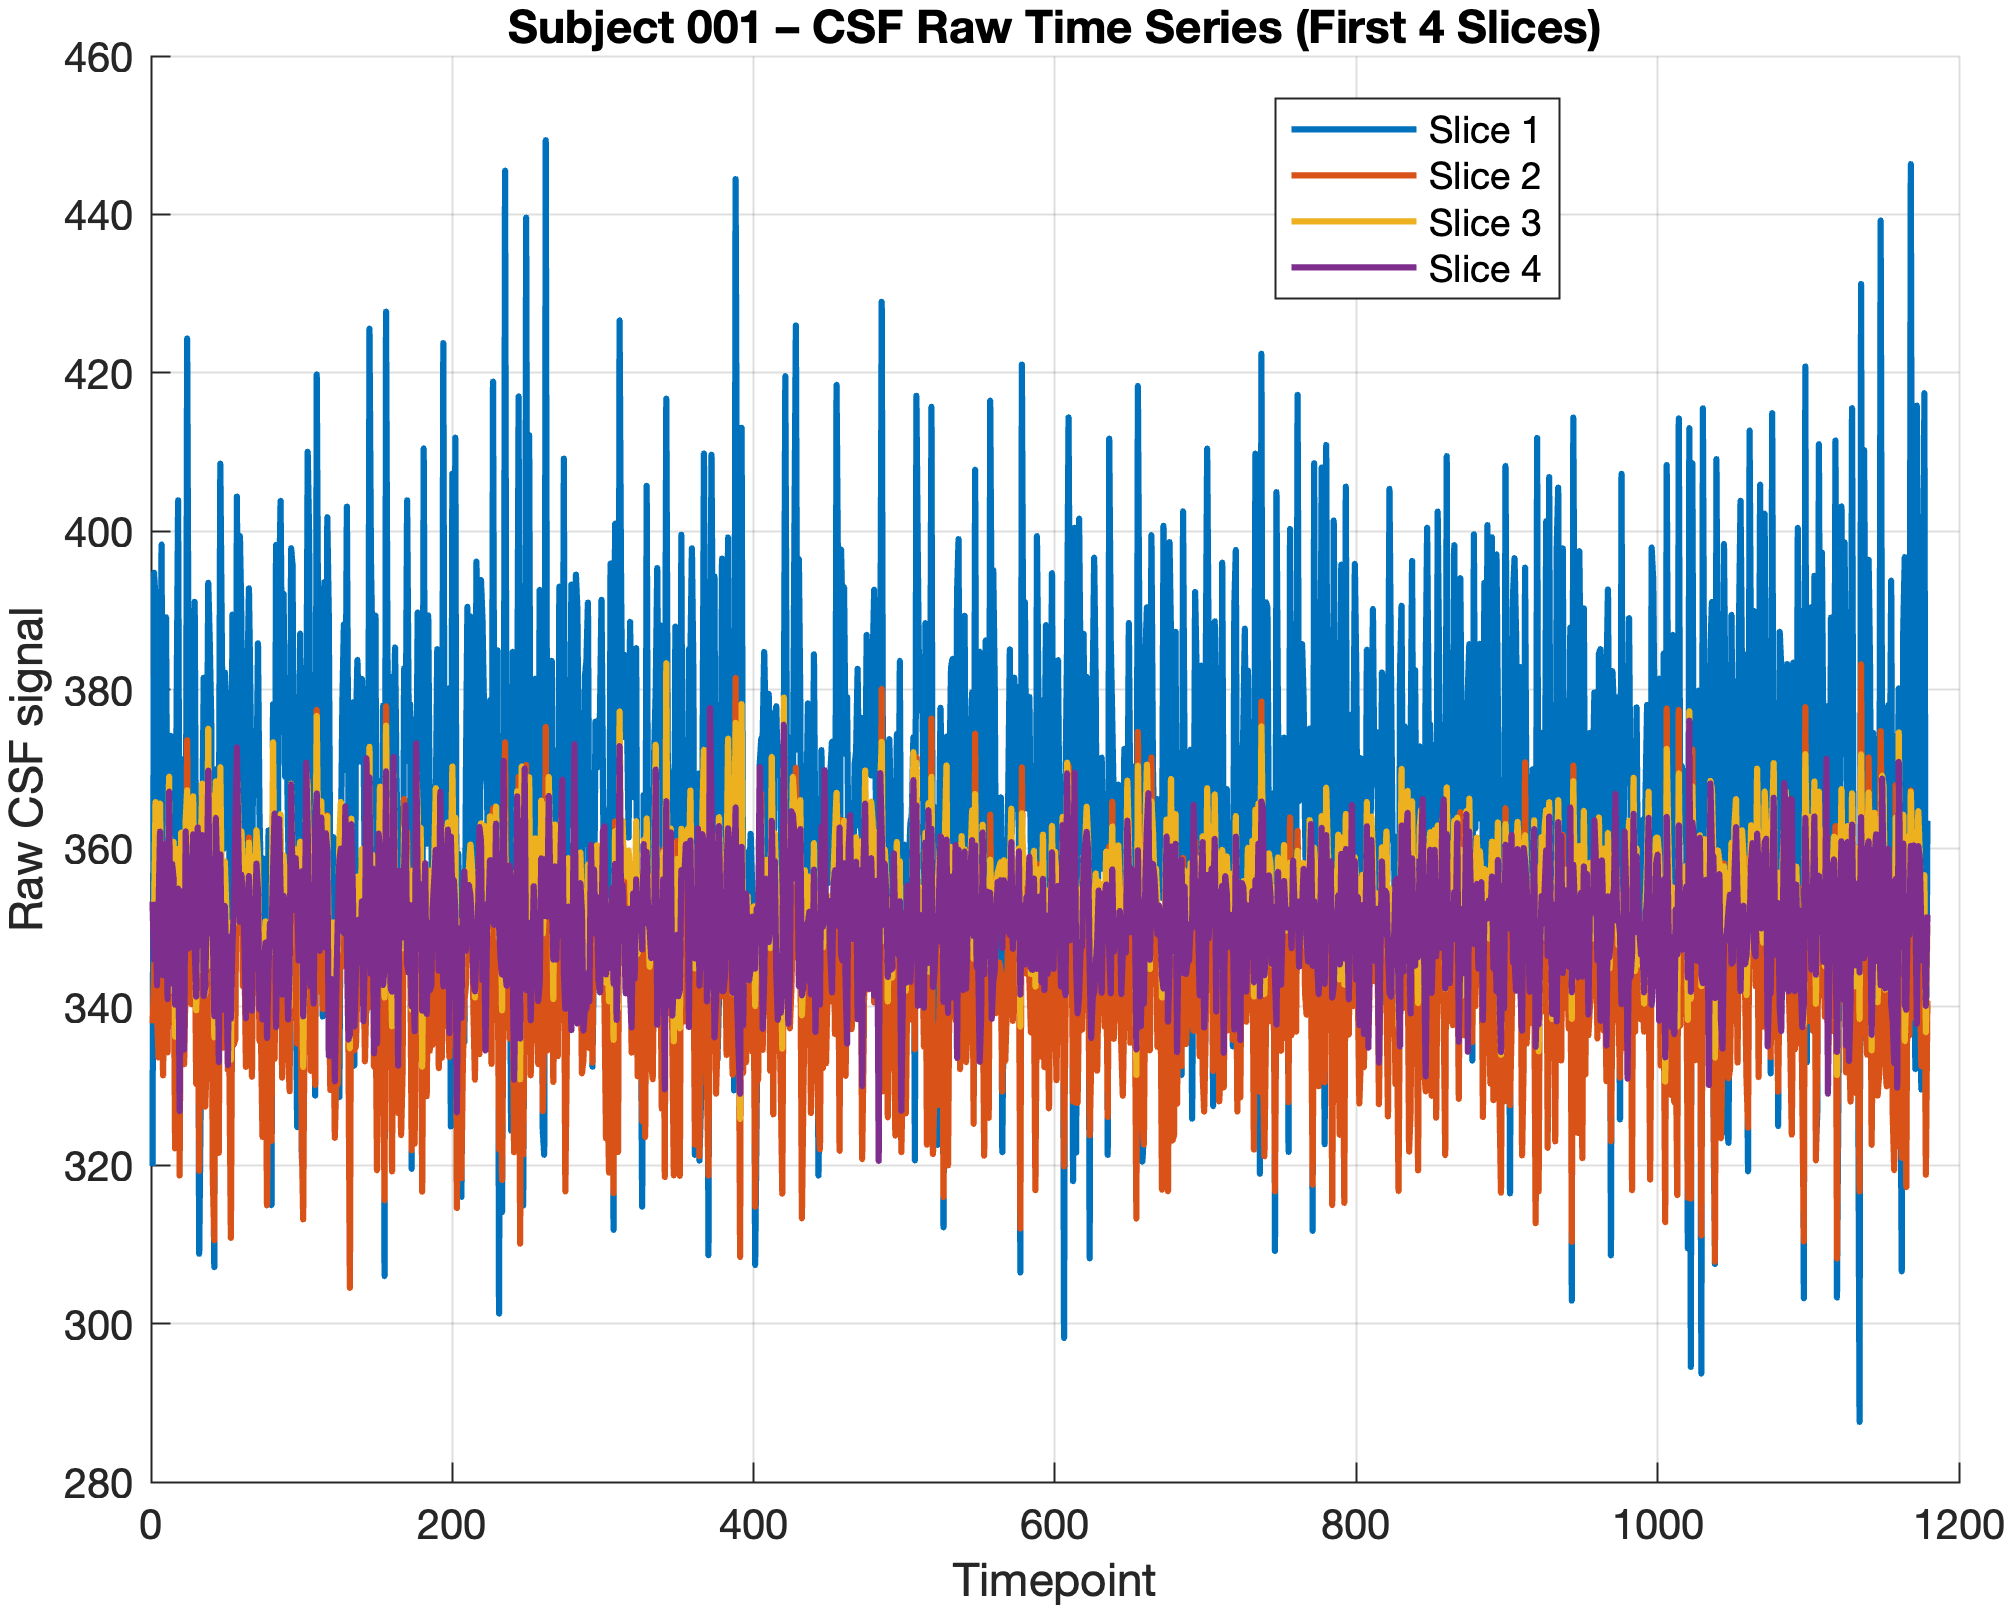 Subject 001 – CSF Raw Time Series (First 4 Slices)
460
440
420
400
380
360
340
320
300
280
Raw CSF signal
Slice 1
Slice 2
Slice 3
Slice 4
0
200
400
600
800
1000
1200
Timepoint